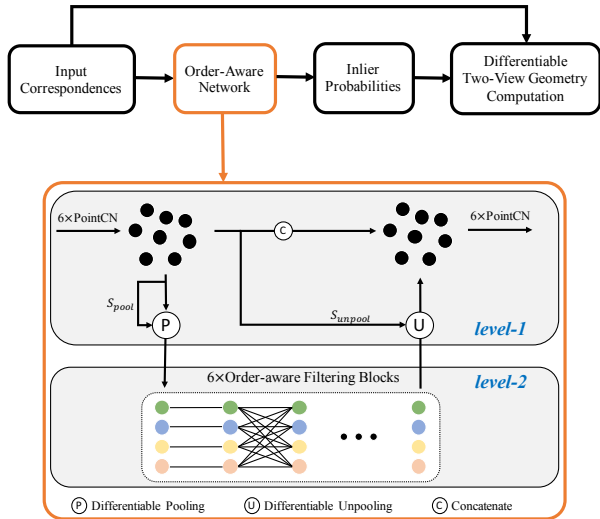 Input
Correspondences
Order-Aware
Network
Inlier
Probabilities
Differentiable
Two-View Geometry
Computation
6×PointCN
C
6×PointCN
S_pool
P
S_unpool
U
level-1
6×Order-aware Filtering Blocks
level-2
P Differentiable Pooling
U Differentiable Unpooling
C Concatenate